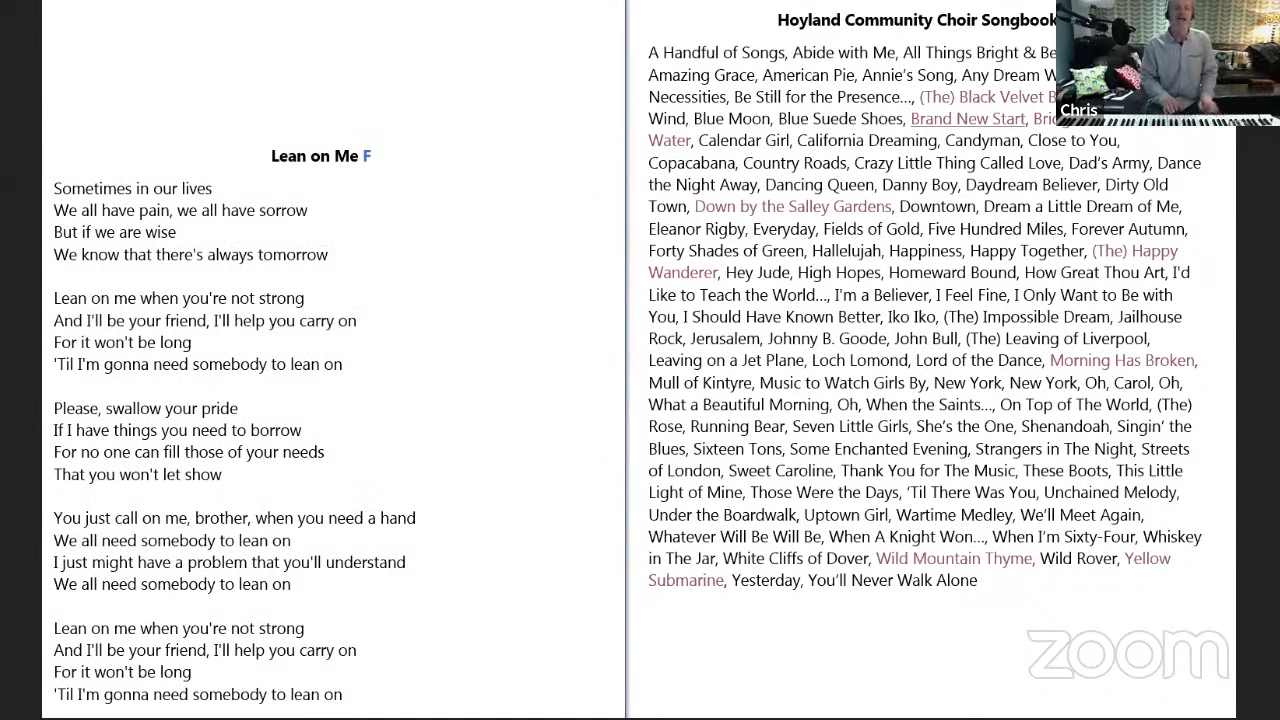 Lean on Me F
Sometimes in our lives
We all have pain, we all have sorrow
But if we are wise
We know that there's always tomorrow
Lean on me when you're not strong
And I'll be your friend, I'll help you carry on
For it won't be long
'Til I'm gonna need somebody to lean on
Please, swallow your pride
If I have things you need to borrow
For no one can fill those of your needs
That you won't let show
You just call on me, brother, when you need a hand
We all need somebody to lean on
I just might have a problem that you'll understand
We all need somebody to lean on
Lean on me when you're not strong
And I'll be your friend, I'll help you carry on
For it won't be long
'Til I'm gonna need somebody to lean on
Hoyland Community Choir Songbook
A Handful of Songs, Abide with Me, All Things Bright &
Amazing Grace, American Pie, Annie's Song, Any Dream
Necessities, Be Still for the Presence..., (The) Black Velvet
Wind, Blue Moon, Blue Suede Shoes, Brand New Start,
Water, Calendar Girl, California Dreaming, Candyman, Close to You,
Copacabana, Country Roads, Crazy Little Thing Called Love, Dad's Army, Dance
the Night Away, Dancing Queen, Danny Boy, Daydream Believer, Dirty Old
Town, Down by the Salley Gardens, Downtown, Dream a Little Dream of Me,
Eleanor Rigby, Everyday, Fields of Gold, Five Hundred Miles, Forever Autumn,
Forty Shades of Green, Hallelujah, Happiness, Happy Together, (The) Happy
Wanderer, Hey Jude, High Hopes, Homeward Bound, How Great Thou Art, I'd
Like to Teach the World..., I'm a Believer, I Feel Fine, I Only Want to Be with
You, I Should Have Known Better, Iko Iko, (The) Impossible Dream, Jailhouse
Rock, Jerusalem, Johnny B. Goode, John Bull, (The) Leaving of Liverpool,
Leaving on a Jet Plane, Loch Lomond, Lord of the Dance, Morning Has Broken,
Mull of Kintyre, Music to Watch Girls By, New York, New York, Oh, Carol, Oh,
What a Beautiful Morning, Oh, When the Saints..., On Top of The World, (The)
Rose, Running Bear, Seven Little Girls, She's the One, Shenandoah, Singin' the
Blues, Sixteen Tons, Some Enchanted Evening, Strangers in The Night, Streets
of London, Sweet Caroline, Thank You for The Music, These Boots, This Little
Light of Mine, Those Were the Days, 'Til There Was You, Unchained Melody,
Under the Boardwalk, Uptown Girl, Wartime Medley, We'll Meet Again,
Whatever Will Be Will Be, When A Knight Won..., When I'm Sixty-Four, Whiskey
in The Jar, White Cliffs of Dover, Wild Mountain Thyme, Wild Rover, Yellow
Submarine, Yesterday, You'll Never Walk Alone
Chris
zoom